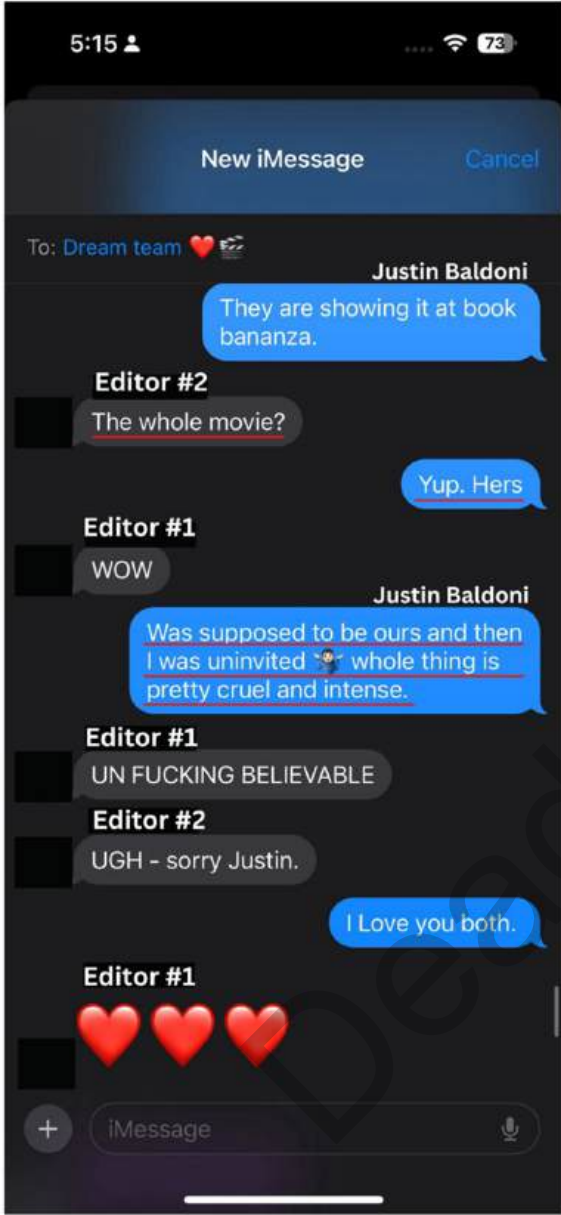 5:15
73
New iMessage
Cancel
To: Dream team ❤️🎬
Justin Baldoni
They are showing it at book
bananza.
Editor #2
The whole movie?
Yup. Hers
Editor #1
WOW
Justin Baldoni
Was supposed to be ours and then
I was uninvited 🤷🏻‍♂️ whole thing is
pretty cruel and intense.
Editor #1
UN FUCKING BELIEVABLE
Editor #2
UGH - sorry Justin.
I Love you both.
Editor #1
❤️❤️❤️
iMessage